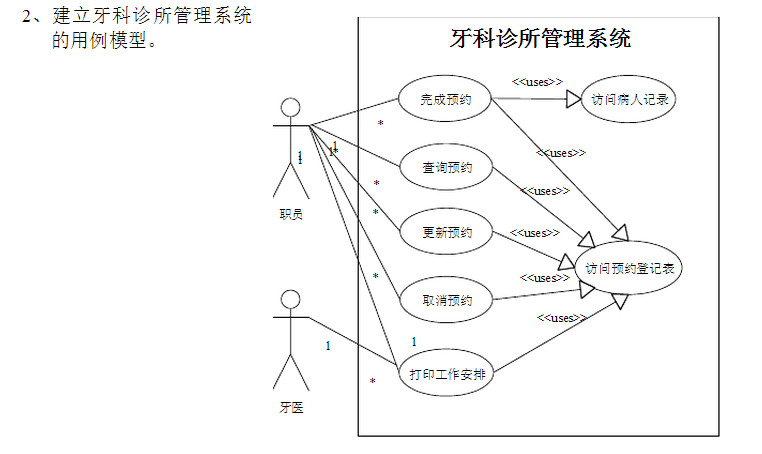 2、建立牙科诊所管理系统
的用例模型。
牙科诊所管理系统
<<uses>>
完成预约
访问病人记录
*
1
1
1
1
*
<<uses>>
查询预约
*
<<uses>>
*
职员
更新预约
<<uses>>
访问预约登记表
*
<<uses>>
取消预约
<<uses>>
1
1
*
打印工作安排
牙医